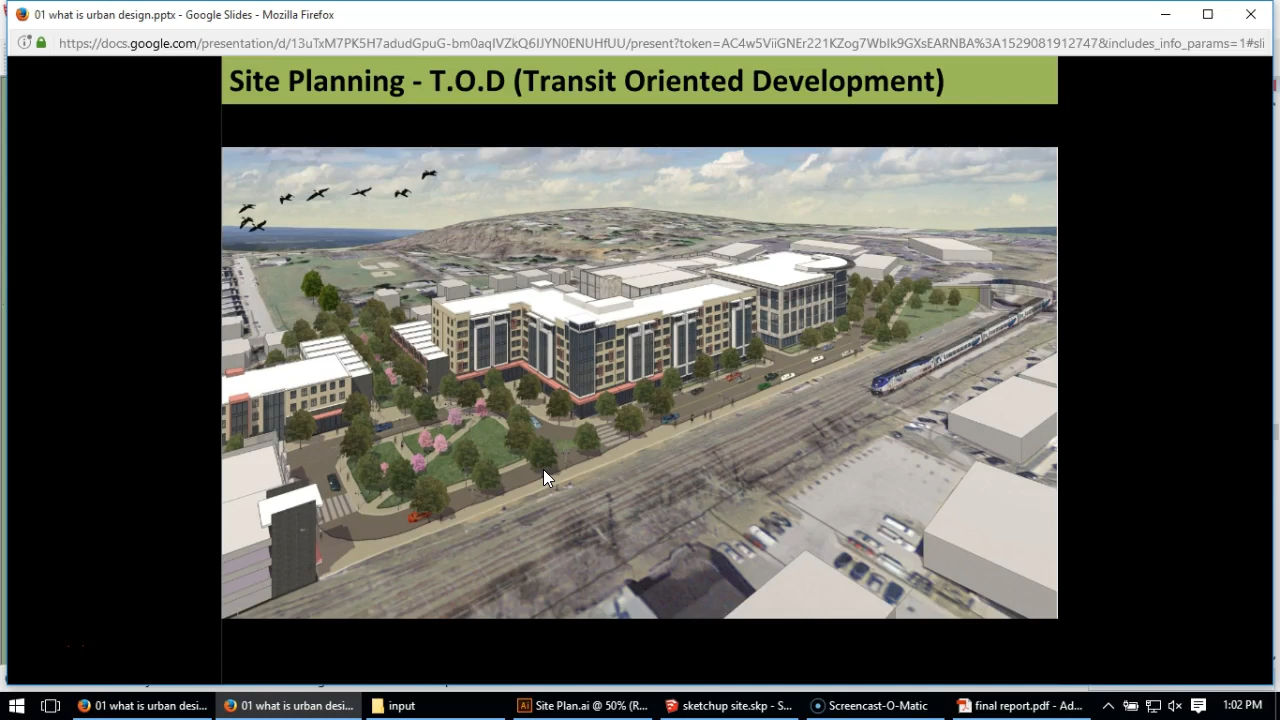 01 what is urban design.pptx - Google Slides - Mozilla Firefox
https://docs.google.com/presentation/d/13uTxM7PK5H7adudGpuG-bm0aqIVZkQ6IJYN0ENUHfUU/present?token=AC4w5ViiGNEr221KZog7Wblk9GXsEARNBA%3A1529081912747&includes_info_params=1#sli
Site Planning - T.O.D (Transit Oriented Development)
01 what is urban desi...
01 what is urban desi...
input
Site Plan.ai @ 50% (R...
sketchup site.skp - S...
Screencast-O-Matic
final report.pdf - Ad...
1:02 PM